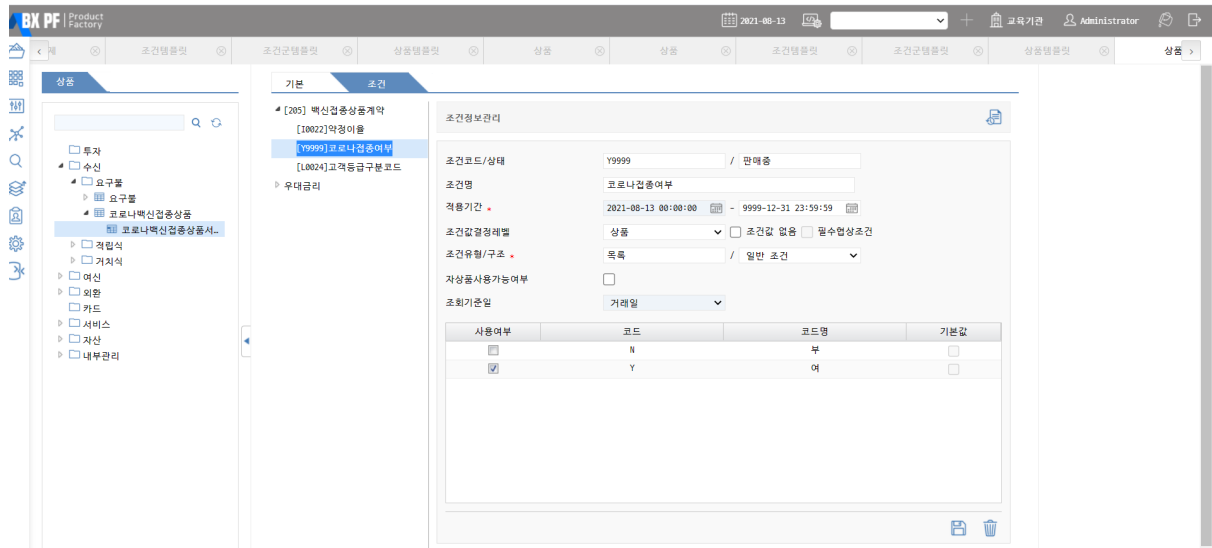 BX PF Product Factory 2021-08-13 교육기관 Administrator
제 조건템플릿 조건군템플릿 상품템플릿 상품 상품 조건템플릿 조건군템플릿 상품템플릿 상품
상품
기본 조건
[205] 백신접종상품계약
[I0022]약정이율
[Y9999]코로나접종여부
[L0024]고객등급구분코드
우대금리
투자
수신
요구불
요구불
코로나백신접종상품
코로나백신접종상품서..
적립식
거치식
여신
외환
카드
서비스
자산
내부관리
조건정보관리
조건코드/상태 Y9999 / 판매중
조건명 코로나접종여부
적용기간 * 2021-08-13 00:00:00 - 9999-12-31 23:59:59
조건값결정레벨 상품 조건값 없음 필수협상조건
조건유형/구조 * 목록 / 일반 조건
자상품사용가능여부
조회기준일 거래일
사용여부 코드 코드명 기본값
N 부
Y 여